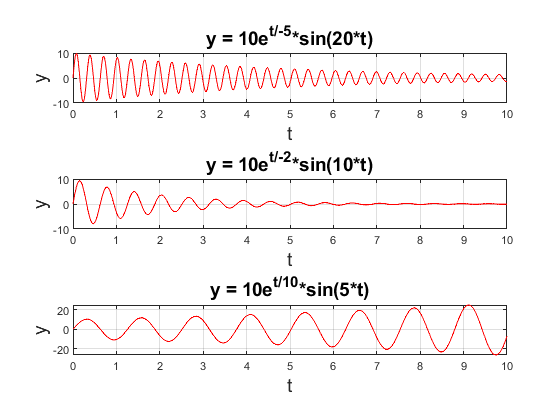 y = 10e^t/-5*sin(20*t)
10
0
-10
y
0 1 2 3 4 5 6 7 8 9 10
t
y = 10e^t/-2*sin(10*t)
10
0
-10
y
0 1 2 3 4 5 6 7 8 9 10
t
y = 10e^t/10*sin(5*t)
20
0
-20
y
0 1 2 3 4 5 6 7 8 9 10
t